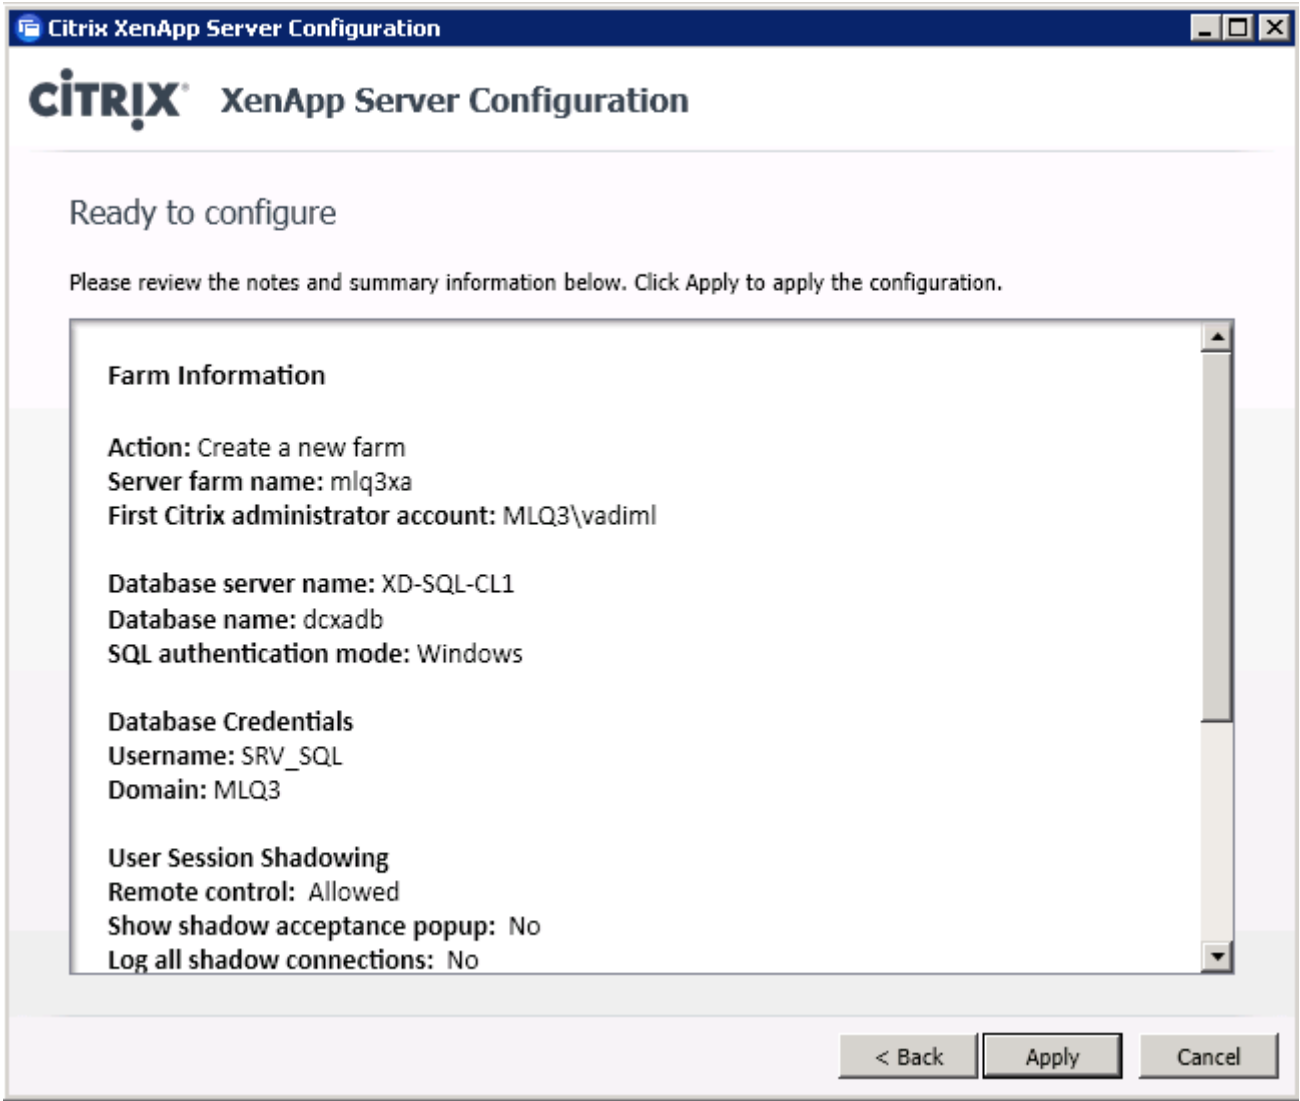 Citrix XenApp Server Configuration
CİTRIX® XenApp Server Configuration
Ready to configure
Please review the notes and summary information below. Click Apply to apply the configuration.
Farm Information
Action: Create a new farm
Server farm name: mlq3xa
First Citrix administrator account: MLQ3\vadiml
Database server name: XD-SQL-CL1
Database name: dcxadb
SQL authentication mode: Windows
Database Credentials
Username: SRV_SQL
Domain: MLQ3
User Session Shadowing
Remote control: Allowed
Show shadow acceptance popup: No
Log all shadow connections: No
< Back Apply Cancel